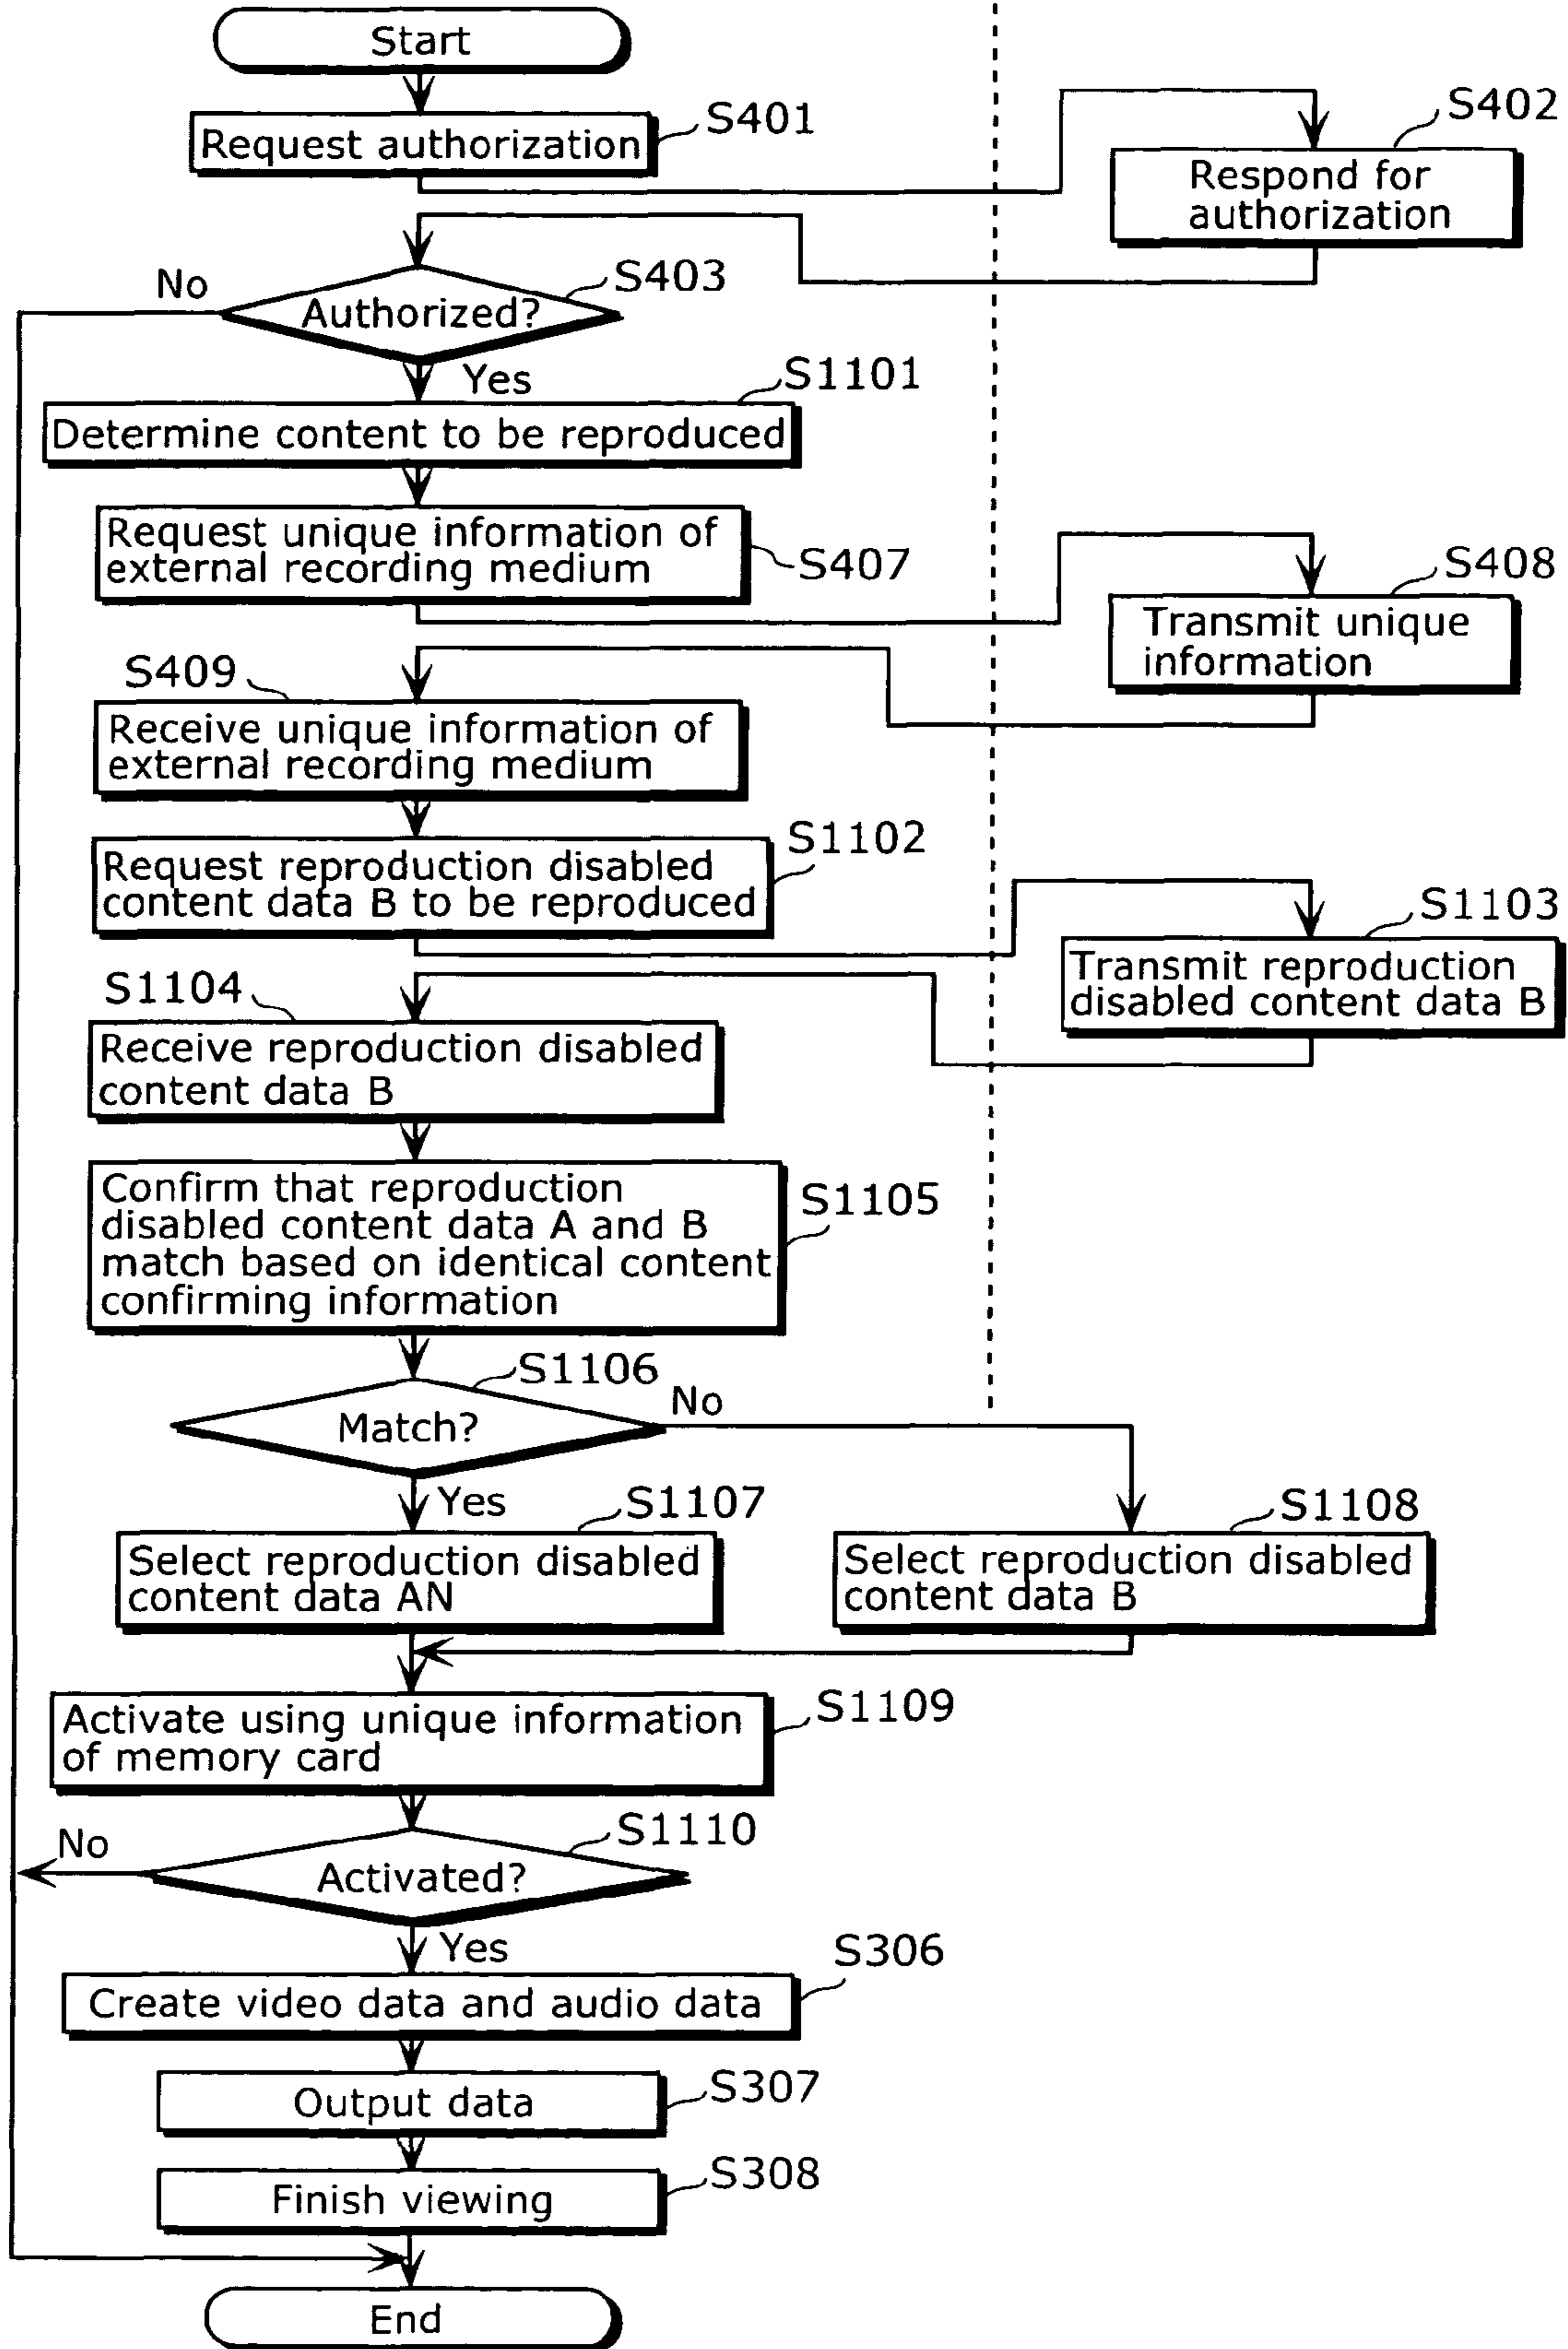 Start
S401
Request authorization
S402
Respond for
authorization
No
S403
Authorized?
Yes
S1101
Determine content to be reproduced
Request unique information of
external recording medium
S407
S408
Transmit unique
information
S409
Receive unique information of
external recording medium
S1102
Request reproduction disabled
content data B to be reproduced
S1103
Transmit reproduction
disabled content data B
S1104
Receive reproduction disabled
content data B
Confirm that reproduction
disabled content data A and B
match based on identical content
confirming information
S1105
S1106
Match?
No
Yes
S1107
Select reproduction disabled
content data AN
S1108
Select reproduction disabled
content data B
S1109
Activate using unique information
of memory card
S1110
No
Activated?
Yes
S306
Create video data and audio data
S307
Output data
S308
Finish viewing
End